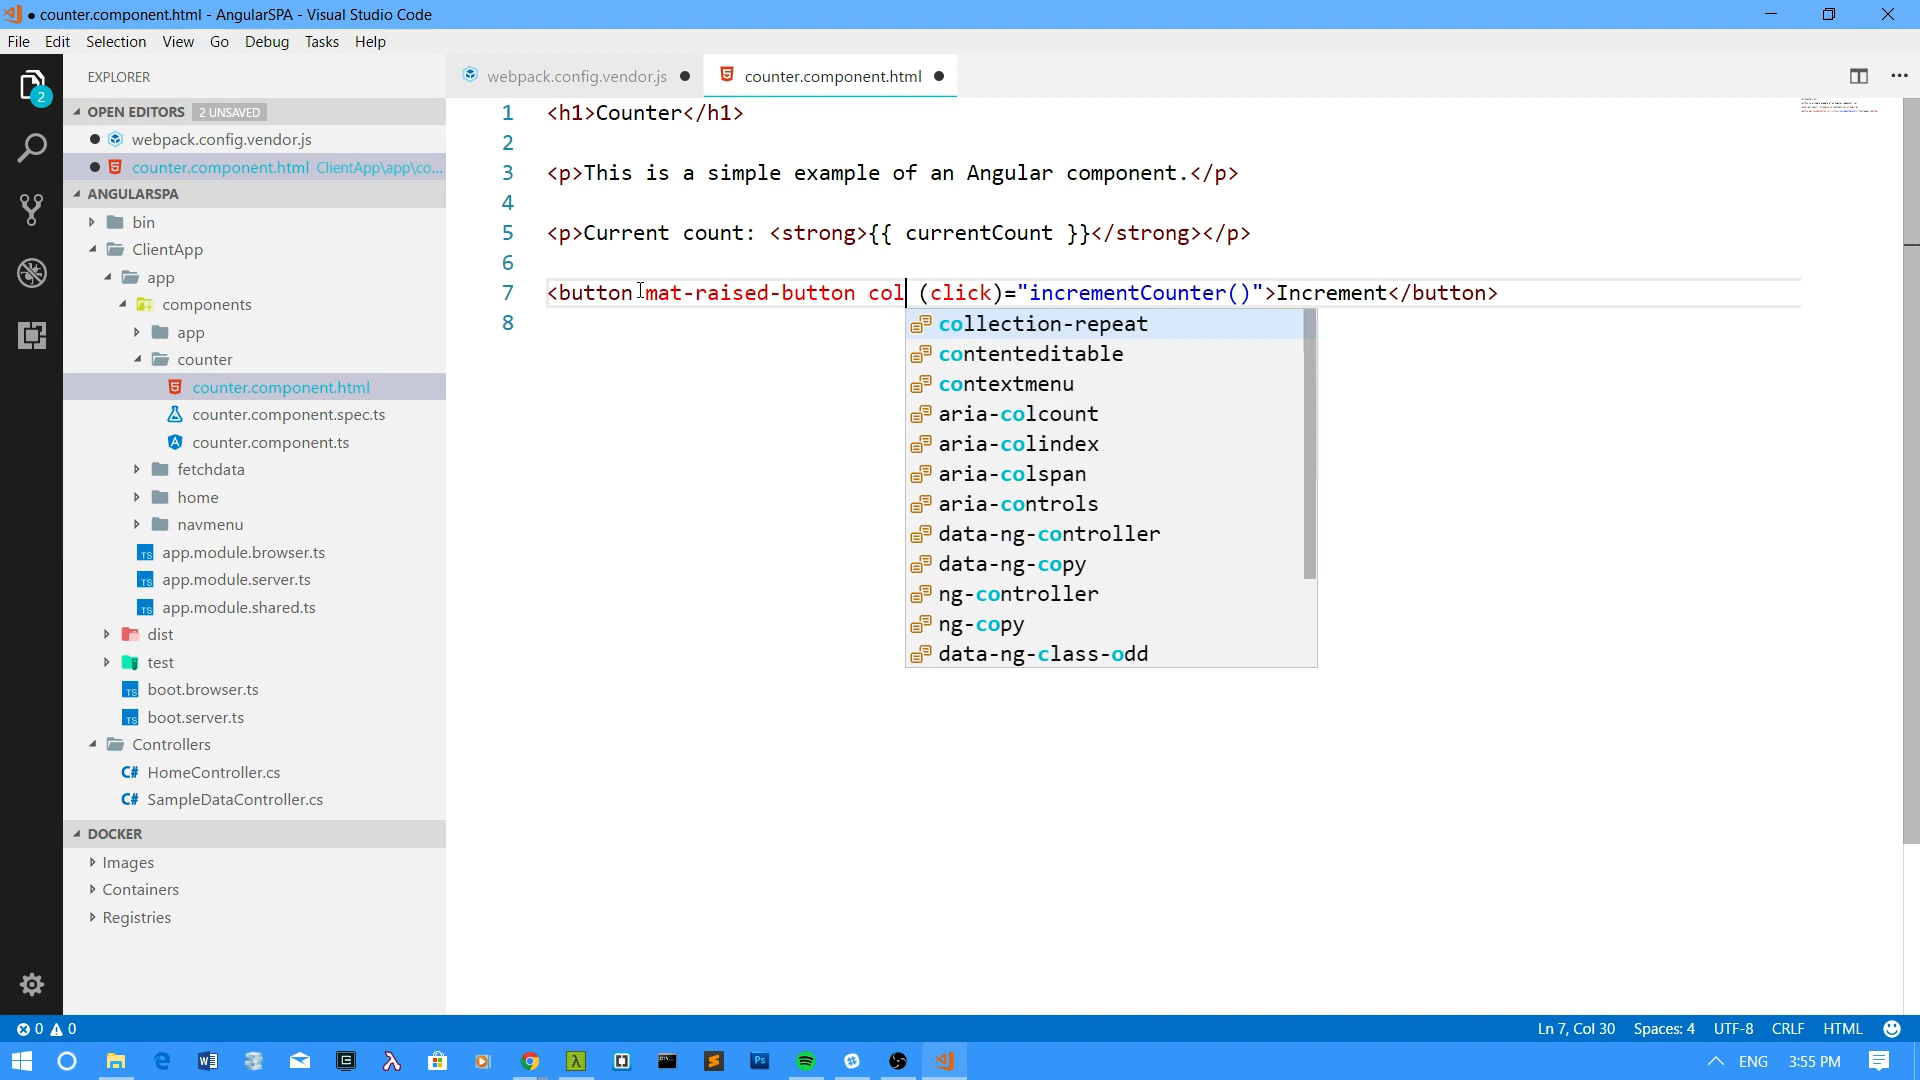 ● counter.component.html - AngularSPA - Visual Studio Code
File Edit Selection View Go Debug Tasks Help
EXPLORER
OPEN EDITORS 2 UNSAVED
webpack.config.vendor.js
counter.component.html ClientApp\app\co...
ANGULARSPA
bin
ClientApp
app
components
app
counter
counter.component.html
counter.component.spec.ts
counter.component.ts
fetchdata
home
navmenu
app.module.browser.ts
app.module.server.ts
app.module.shared.ts
dist
test
boot.browser.ts
boot.server.ts
Controllers
HomeController.cs
SampleDataController.cs
DOCKER
Images
Containers
Registries
2
webpack.config.vendor.js ● counter.component.html ●
1 <h1>Counter</h1>
2
3 <p>This is a simple example of an Angular component.</p>
4
5 <p>Current count: <strong>{{ currentCount }}</strong></p>
6
7 <button mat-raised-button col (click)="incrementCounter()">Increment</button>
8
collection-repeat
contenteditable
contextmenu
aria-colcount
aria-colindex
aria-colspan
aria-controls
data-ng-controller
data-ng-copy
ng-controller
ng-copy
data-ng-class-odd
0 0 Ln 7, Col 30 Spaces: 4 UTF-8 CRLF HTML
ENG 3:55 PM